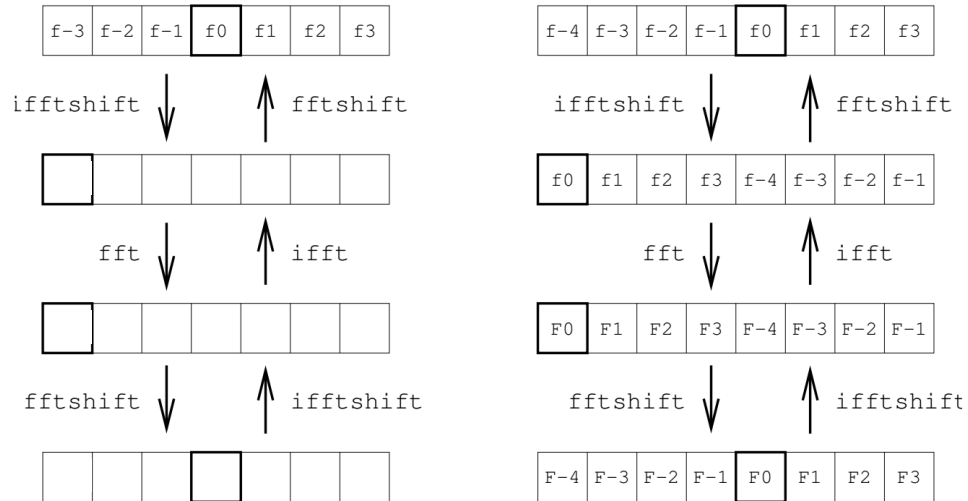 f−3 f−2 f−1 f0 f1 f2 f3
f−4 f−3 f−2 f−1 f0 f1 f2 f3
ifftshift fftshift
ifftshift fftshift
f0 f1 f2 f3 f−4 f−3 f−2 f−1
fft ifft
fft ifft
F0 F1 F2 F3 F−4 F−3 F−2 F−1
fftshift ifftshift
fftshift ifftshift
F−4 F−3 F−2 F−1 F0 F1 F2 F3